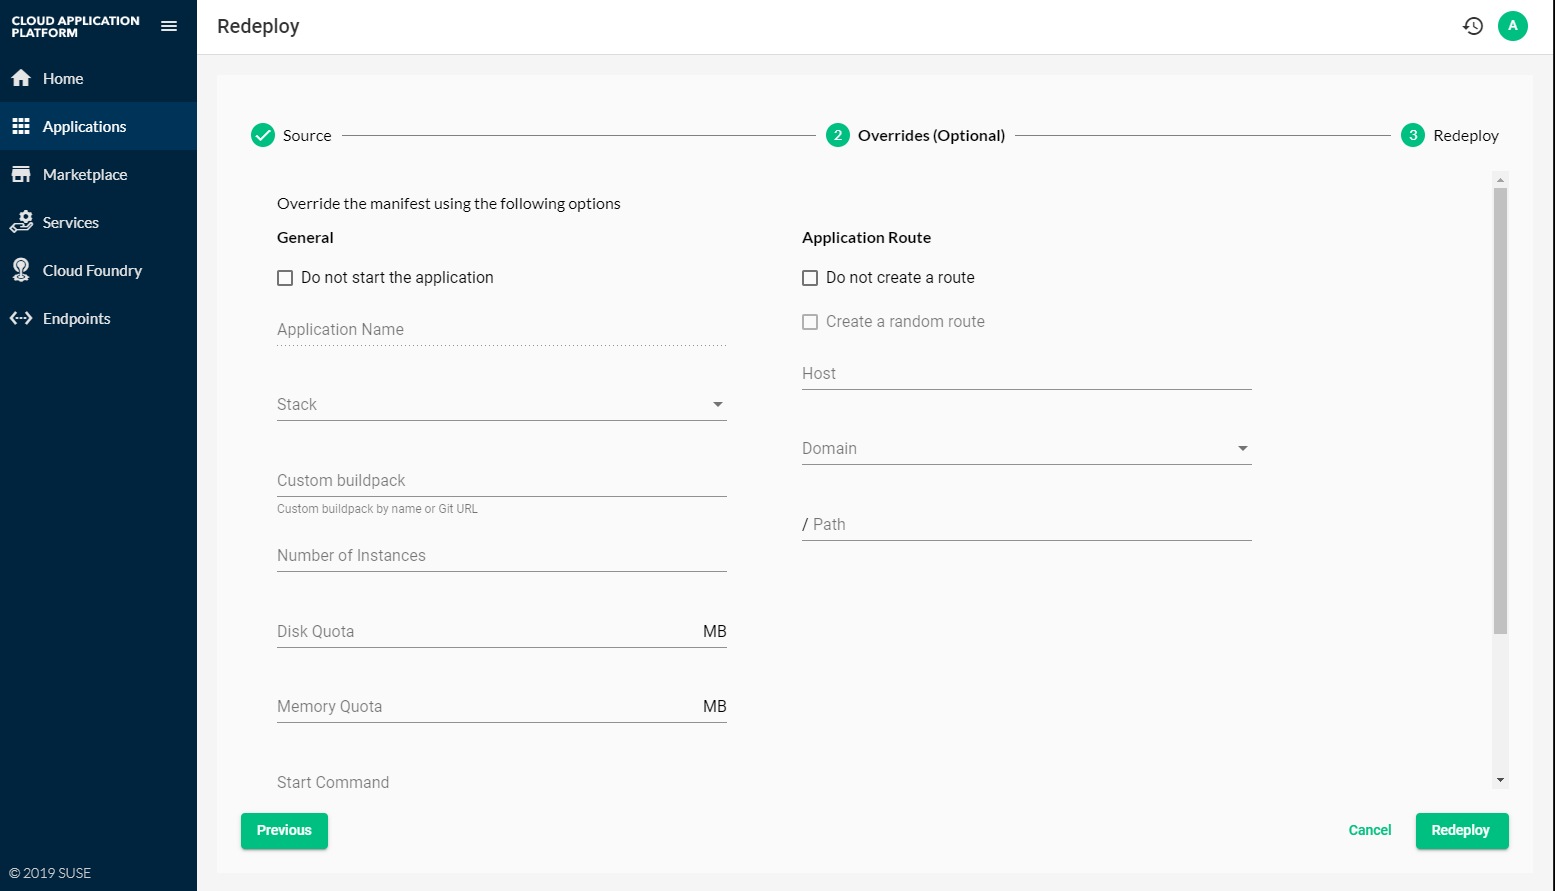 CLOUD APPLICATION
PLATFORM
Redeploy
A
Home
Applications
Marketplace
Services
Cloud Foundry
Endpoints
© 2019 SUSE
Source
2 Overrides (Optional)
3 Redeploy
Override the manifest using the following options
General
Do not start the application
Application Name
Stack
Custom buildpack
Custom buildpack by name or Git URL
Number of Instances
Disk Quota MB
Memory Quota MB
Start Command
Application Route
Do not create a route
Create a random route
Host
Domain
/ Path
Previous
Cancel
Redeploy